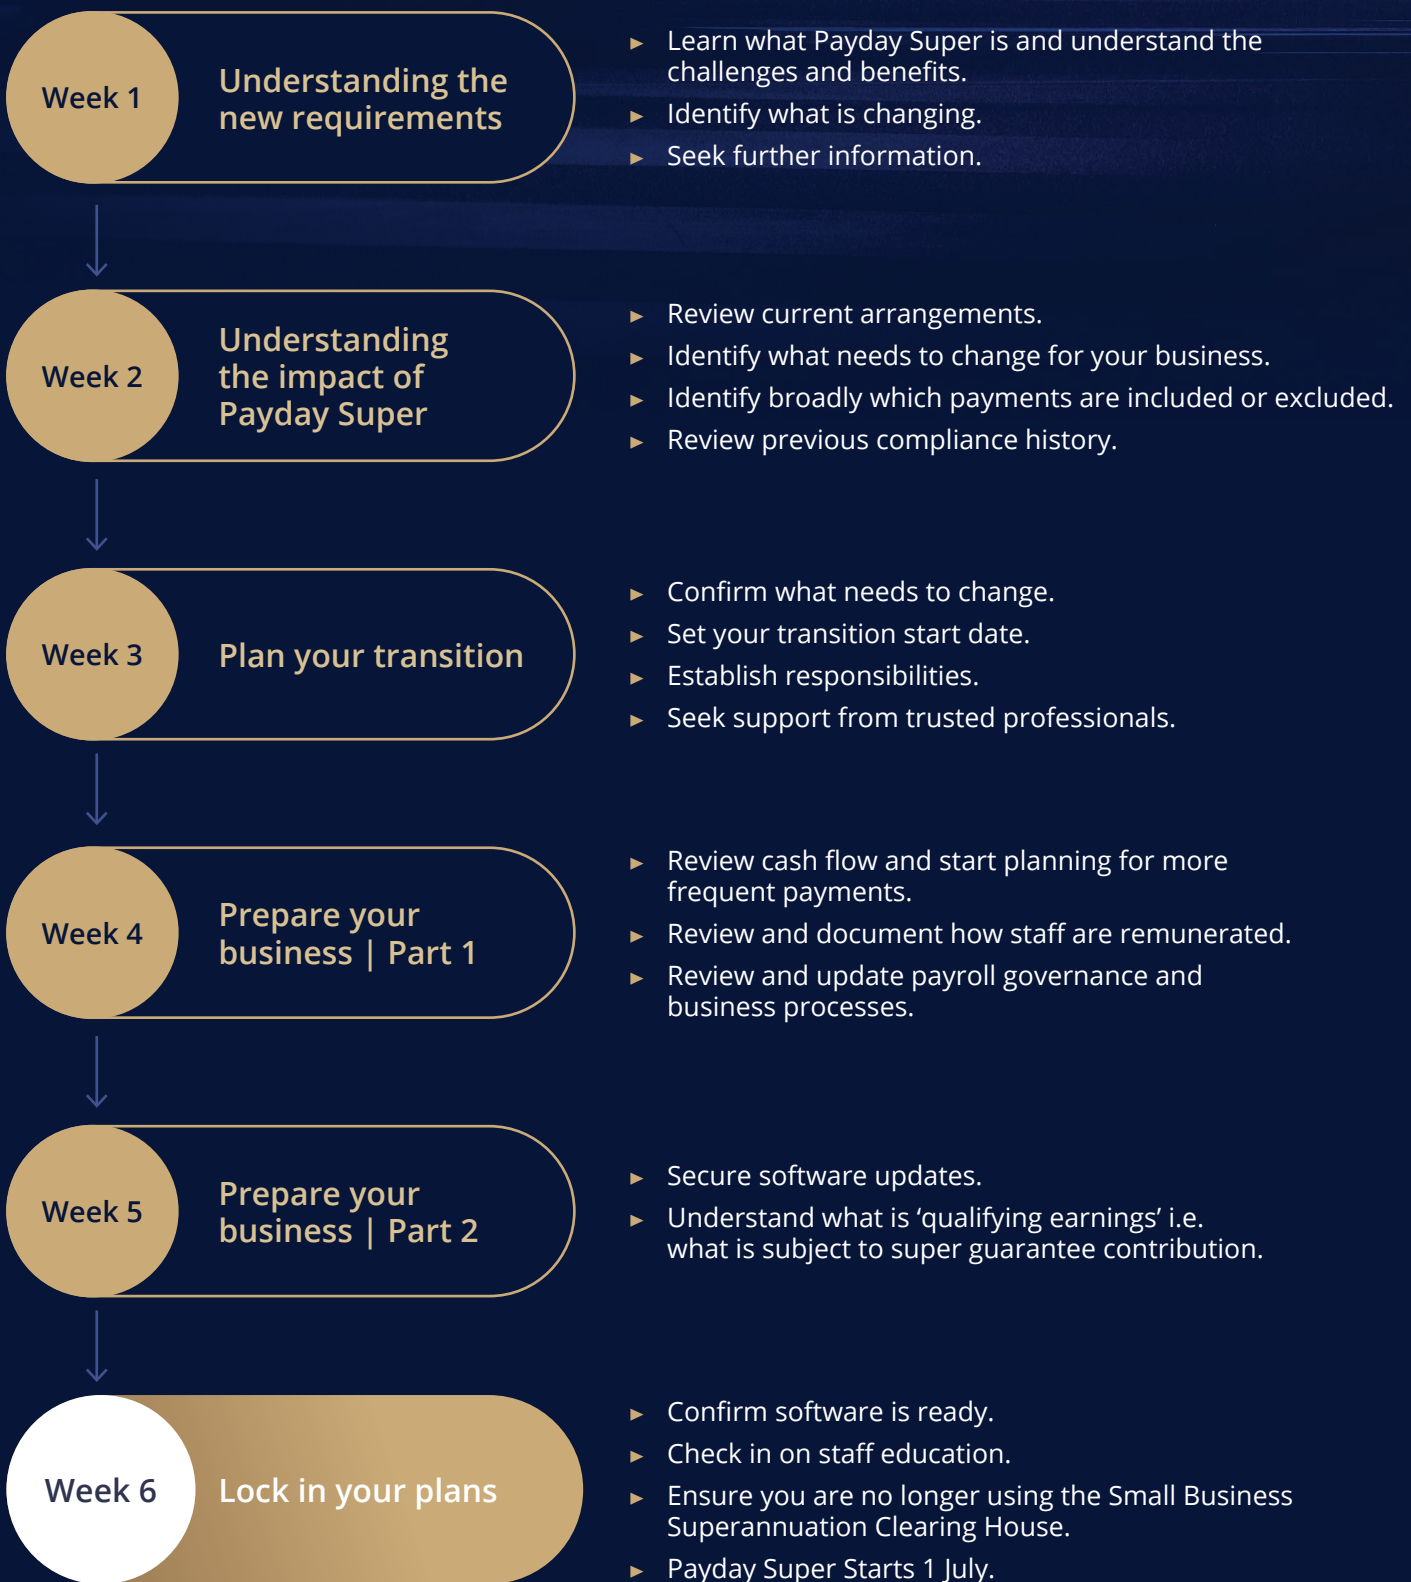 Week 1
Understanding the
new requirements
► Learn what Payday Super is and understand the
challenges and benefits.
► Identify what is changing.
► Seek further information.
Week 2
Understanding
the impact of
Payday Super
► Review current arrangements.
► Identify what needs to change for your business.
► Identify broadly which payments are included or excluded.
► Review previous compliance history.
Week 3
Plan your transition
► Confirm what needs to change.
► Set your transition start date.
► Establish responsibilities.
► Seek support from trusted professionals.
Week 4
Prepare your
business | Part 1
► Review cash flow and start planning for more
frequent payments.
► Review and document how staff are remunerated.
► Review and update payroll governance and
business processes.
Week 5
Prepare your
business | Part 2
► Secure software updates.
► Understand what is ‘qualifying earnings’ i.e.
what is subject to super guarantee contribution.
Week 6
Lock in your plans
► Confirm software is ready.
► Check in on staff education.
► Ensure you are no longer using the Small Business
Superannuation Clearing House.
► Payday Super Starts 1 July.